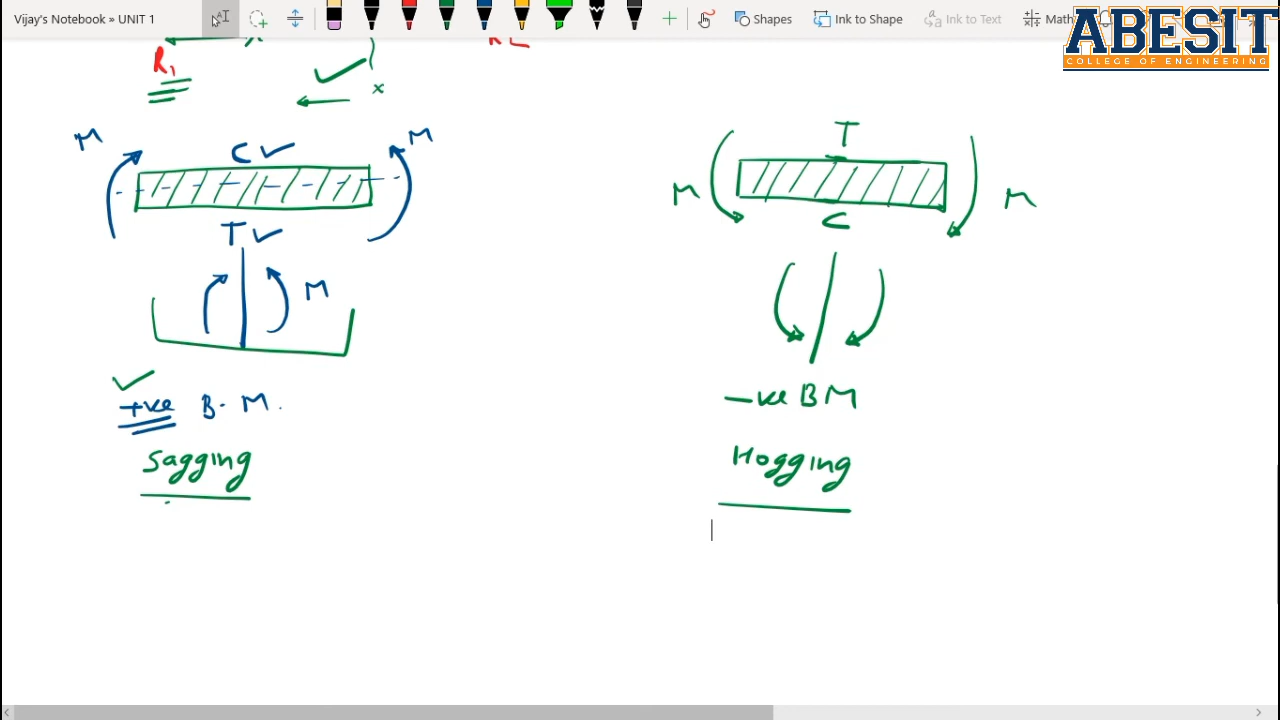 Vijay's Notebook » UNIT 1
Shapes
Ink to Shape
Ink to Text
Math
ABESIT
COLLEGE OF ENGINEERING
R1
x
M
C
M
T
M
+ve B.M.
Sagging
T
M
M
C
-ve BM
Hogging